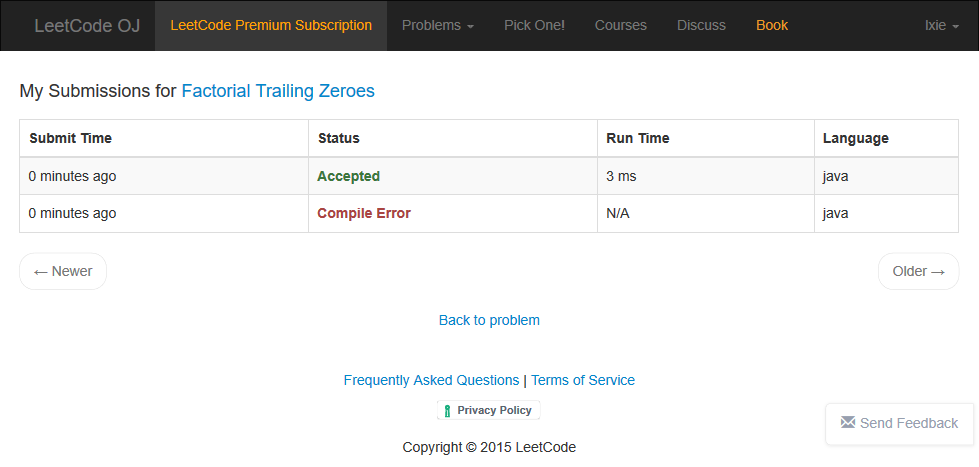 LeetCode OJ LeetCode Premium Subscription Problems Pick One! Courses Discuss Book lxie
My Submissions for Factorial Trailing Zeroes
Submit Time Status Run Time Language
0 minutes ago Accepted 3 ms java
0 minutes ago Compile Error N/A java
← Newer Older →
Back to problem
Frequently Asked Questions | Terms of Service
Privacy Policy
Send Feedback
Copyright © 2015 LeetCode